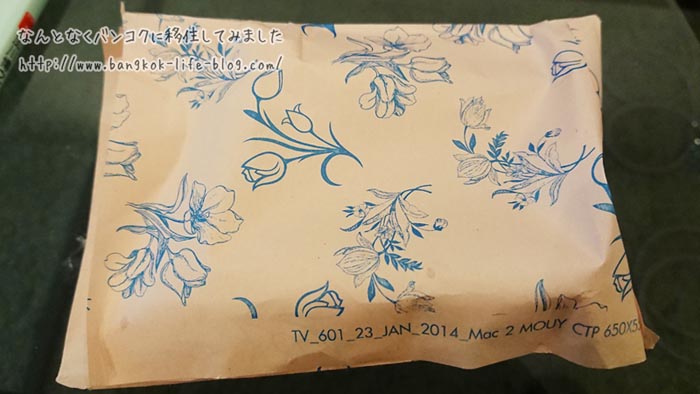 なんとなくバンコクに移住してみました
http://www.bangkok-life-blog.com/
TV_601_23_JAN_2014_Mac 2 MOUY CTP 650X5